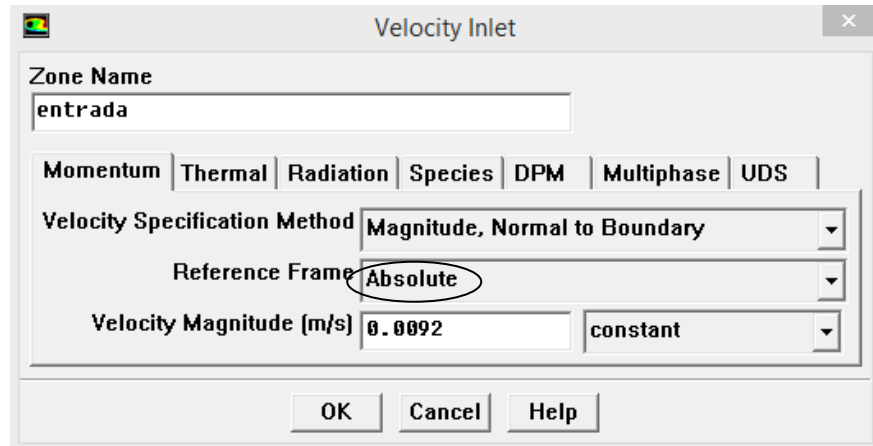 Velocity Inlet
Zone Name
entrada
Momentum Thermal Radiation Species DPM Multiphase UDS
Velocity Specification Method Magnitude, Normal to Boundary
Reference Frame Absolute
Velocity Magnitude (m/s) 0.0092 constant
OK Cancel Help